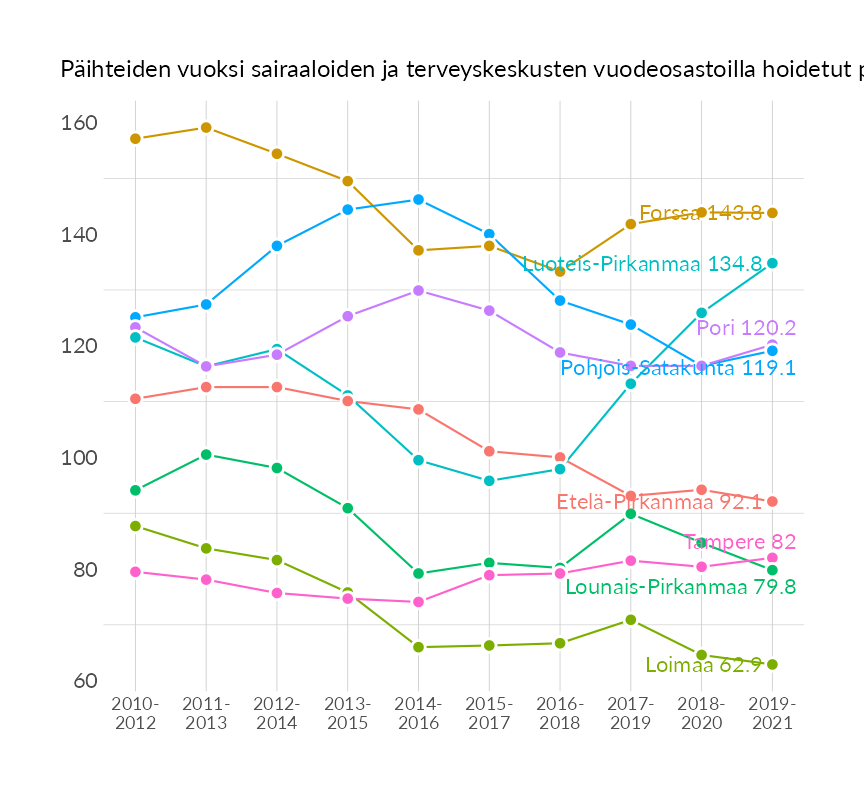 Päihteiden vuoksi sairaaloiden ja terveyskeskusten vuodeosastoilla hoidetut
160
140
120
100
80
60
Forssa 143.8
Luoteis-Pirkanmaa 134.8
Pori 120.2
Pohjois-Satakunta 119.1
Etelä-Pirkanmaa 92.1
Tampere 82
Lounais-Pirkanmaa 79.8
Loimaa 62.9
2010- 2011- 2012- 2013- 2014- 2015- 2016- 2017- 2018- 2019-
2012 2013 2014 2015 2016 2017 2018 2019 2020 2021